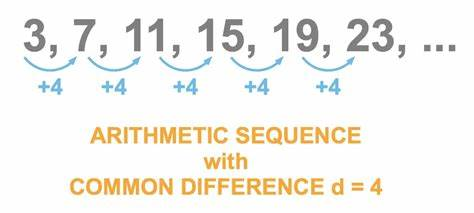 3, 7, 11, 15, 19, 23, ...
+4 +4 +4 +4 +4
ARITHMETIC SEQUENCE
with
COMMON DIFFERENCE d = 4